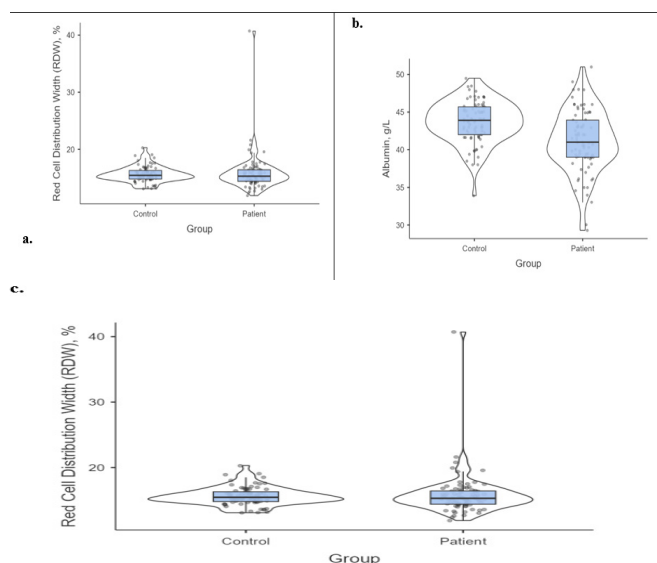 b.
Red Cell Distribution Width (RDW), %
40
30
20
Control
Patient
Group
a.
Albumin, g/L
50
45
40
35
30
Control
Patient
Group
c.
Red Cell Distribution Width (RDW), %
40
30
20
Control
Patient
Group